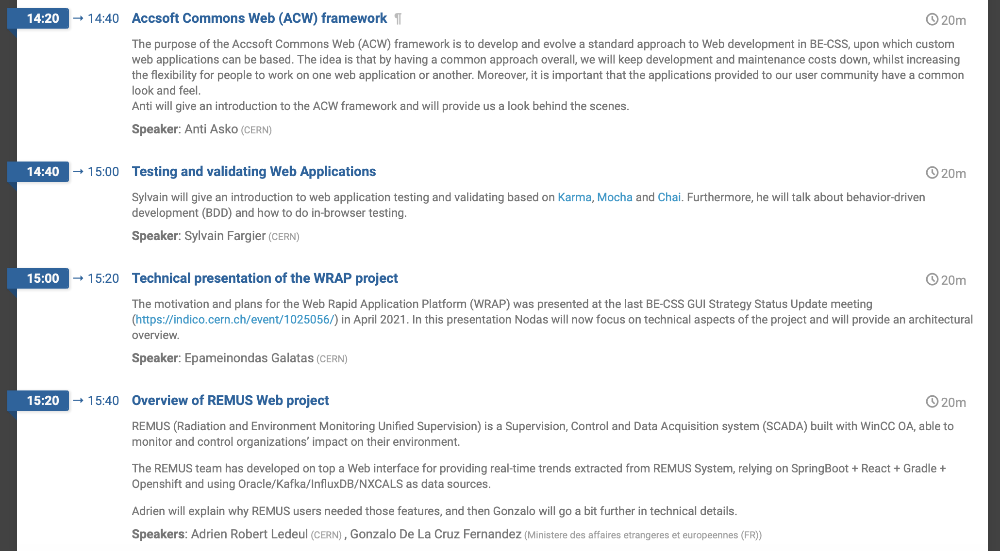 14:20 → 14:40 Accsoft Commons Web (ACW) framework ¶ 20m
The purpose of the Accsoft Commons Web (ACW) framework is to develop and evolve a standard approach to Web development in BE-CSS, upon which custom
web applications can be based. The idea is that by having a common approach overall, we will keep development and maintenance costs down, whilst increasing
the flexibility for people to work on one web application or another. Moreover, it is important that the applications provided to our user community have a common
look and feel.
Anti will give an introduction to the ACW framework and will provide us a look behind the scenes.
Speaker: Anti Asko (CERN)
14:40 → 15:00 Testing and validating Web Applications 20m
Sylvain will give an introduction to web application testing and validating based on Karma, Mocha and Chai. Furthermore, he will talk about behavior-driven
development (BDD) and how to do in-browser testing.
Speaker: Sylvain Fargier (CERN)
15:00 → 15:20 Technical presentation of the WRAP project 20m
The motivation and plans for the Web Rapid Application Platform (WRAP) was presented at the last BE-CSS GUI Strategy Status Update meeting
(https://indico.cern.ch/event/1025056/) in April 2021. In this presentation Nodas will now focus on technical aspects of the project and will provide an architectural
overview.
Speaker: Epameinondas Galatas (CERN)
15:20 → 15:40 Overview of REMUS Web project 20m
REMUS (Radiation and Environment Monitoring Unified Supervision) is a Supervision, Control and Data Acquisition system (SCADA) built with WinCC OA, able to
monitor and control organizations’ impact on their environment.
The REMUS team has developed on top a Web interface for providing real-time trends extracted from REMUS System, relying on SpringBoot + React + Gradle +
Openshift and using Oracle/Kafka/InfluxDB/NXCALS as data sources.
Adrien will explain why REMUS users needed those features, and then Gonzalo will go a bit further in technical details.
Speakers: Adrien Robert Ledeul (CERN) , Gonzalo De La Cruz Fernandez (Ministere des affaires etrangeres et europeennes (FR))